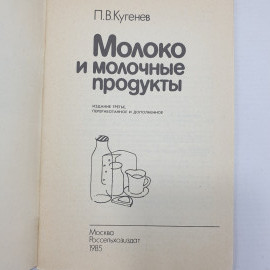 П.В.Кугенев
Молоко
и молочные
продукты
издание третье,
переработанное и дополненное
Москва
Россельхозиздат
1985